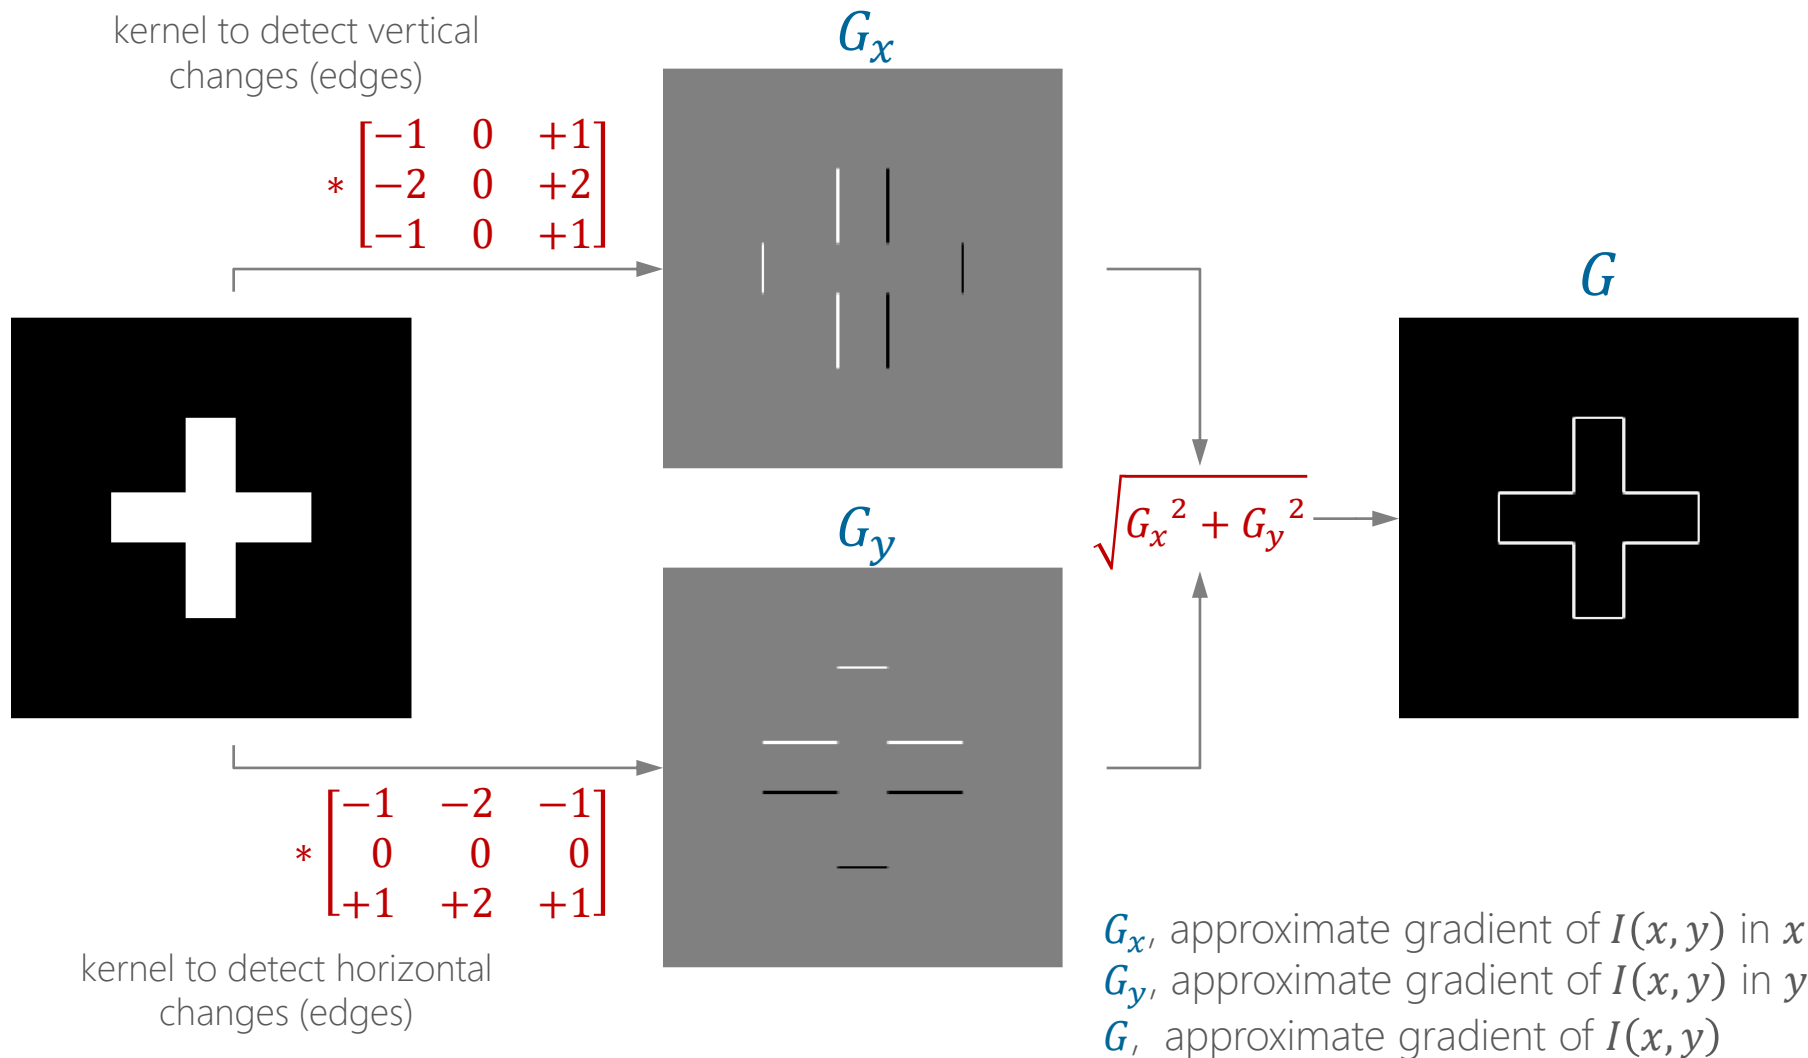 kernel to detect vertical
changes (edges)
* [−1 0 +1
−2 0 +2
−1 0 +1]
G_x
G_y
* [−1 −2 −1
0 0 0
+1 +2 +1]
kernel to detect horizontal
changes (edges)
√(G_x² + G_y²)
G
G_x, approximate gradient of I(x, y) in x
G_y, approximate gradient of I(x, y) in y
G, approximate gradient of I(x, y)